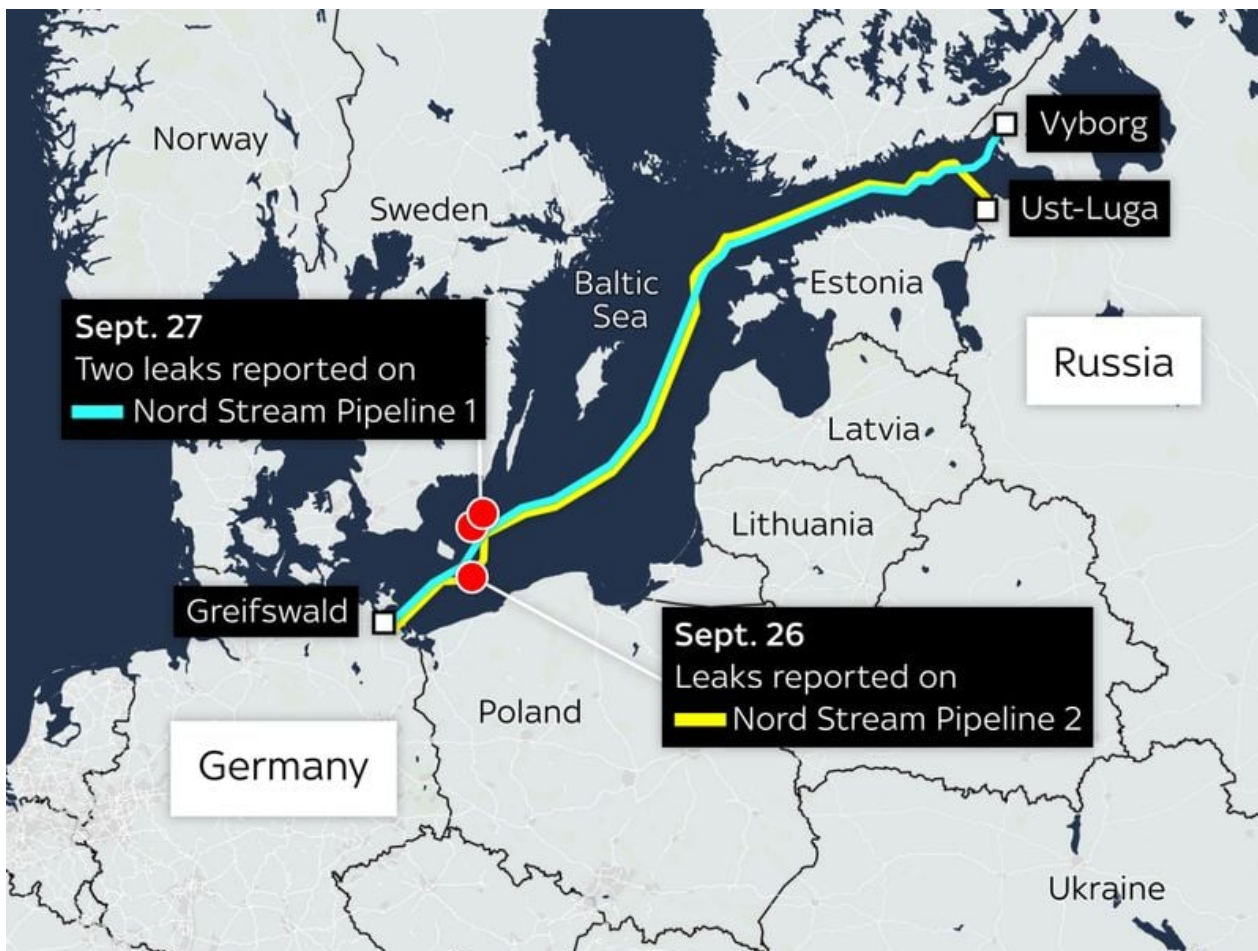 Vyborg
Norway
Sweden
Ust-Luga
Baltic
Sea
Estonia
Sept. 27
Two leaks reported on
Nord Stream Pipeline 1
Russia
Latvia
Lithuania
Greifswald
Sept. 26
Leaks reported on
Nord Stream Pipeline 2
Poland
Germany
Ukraine